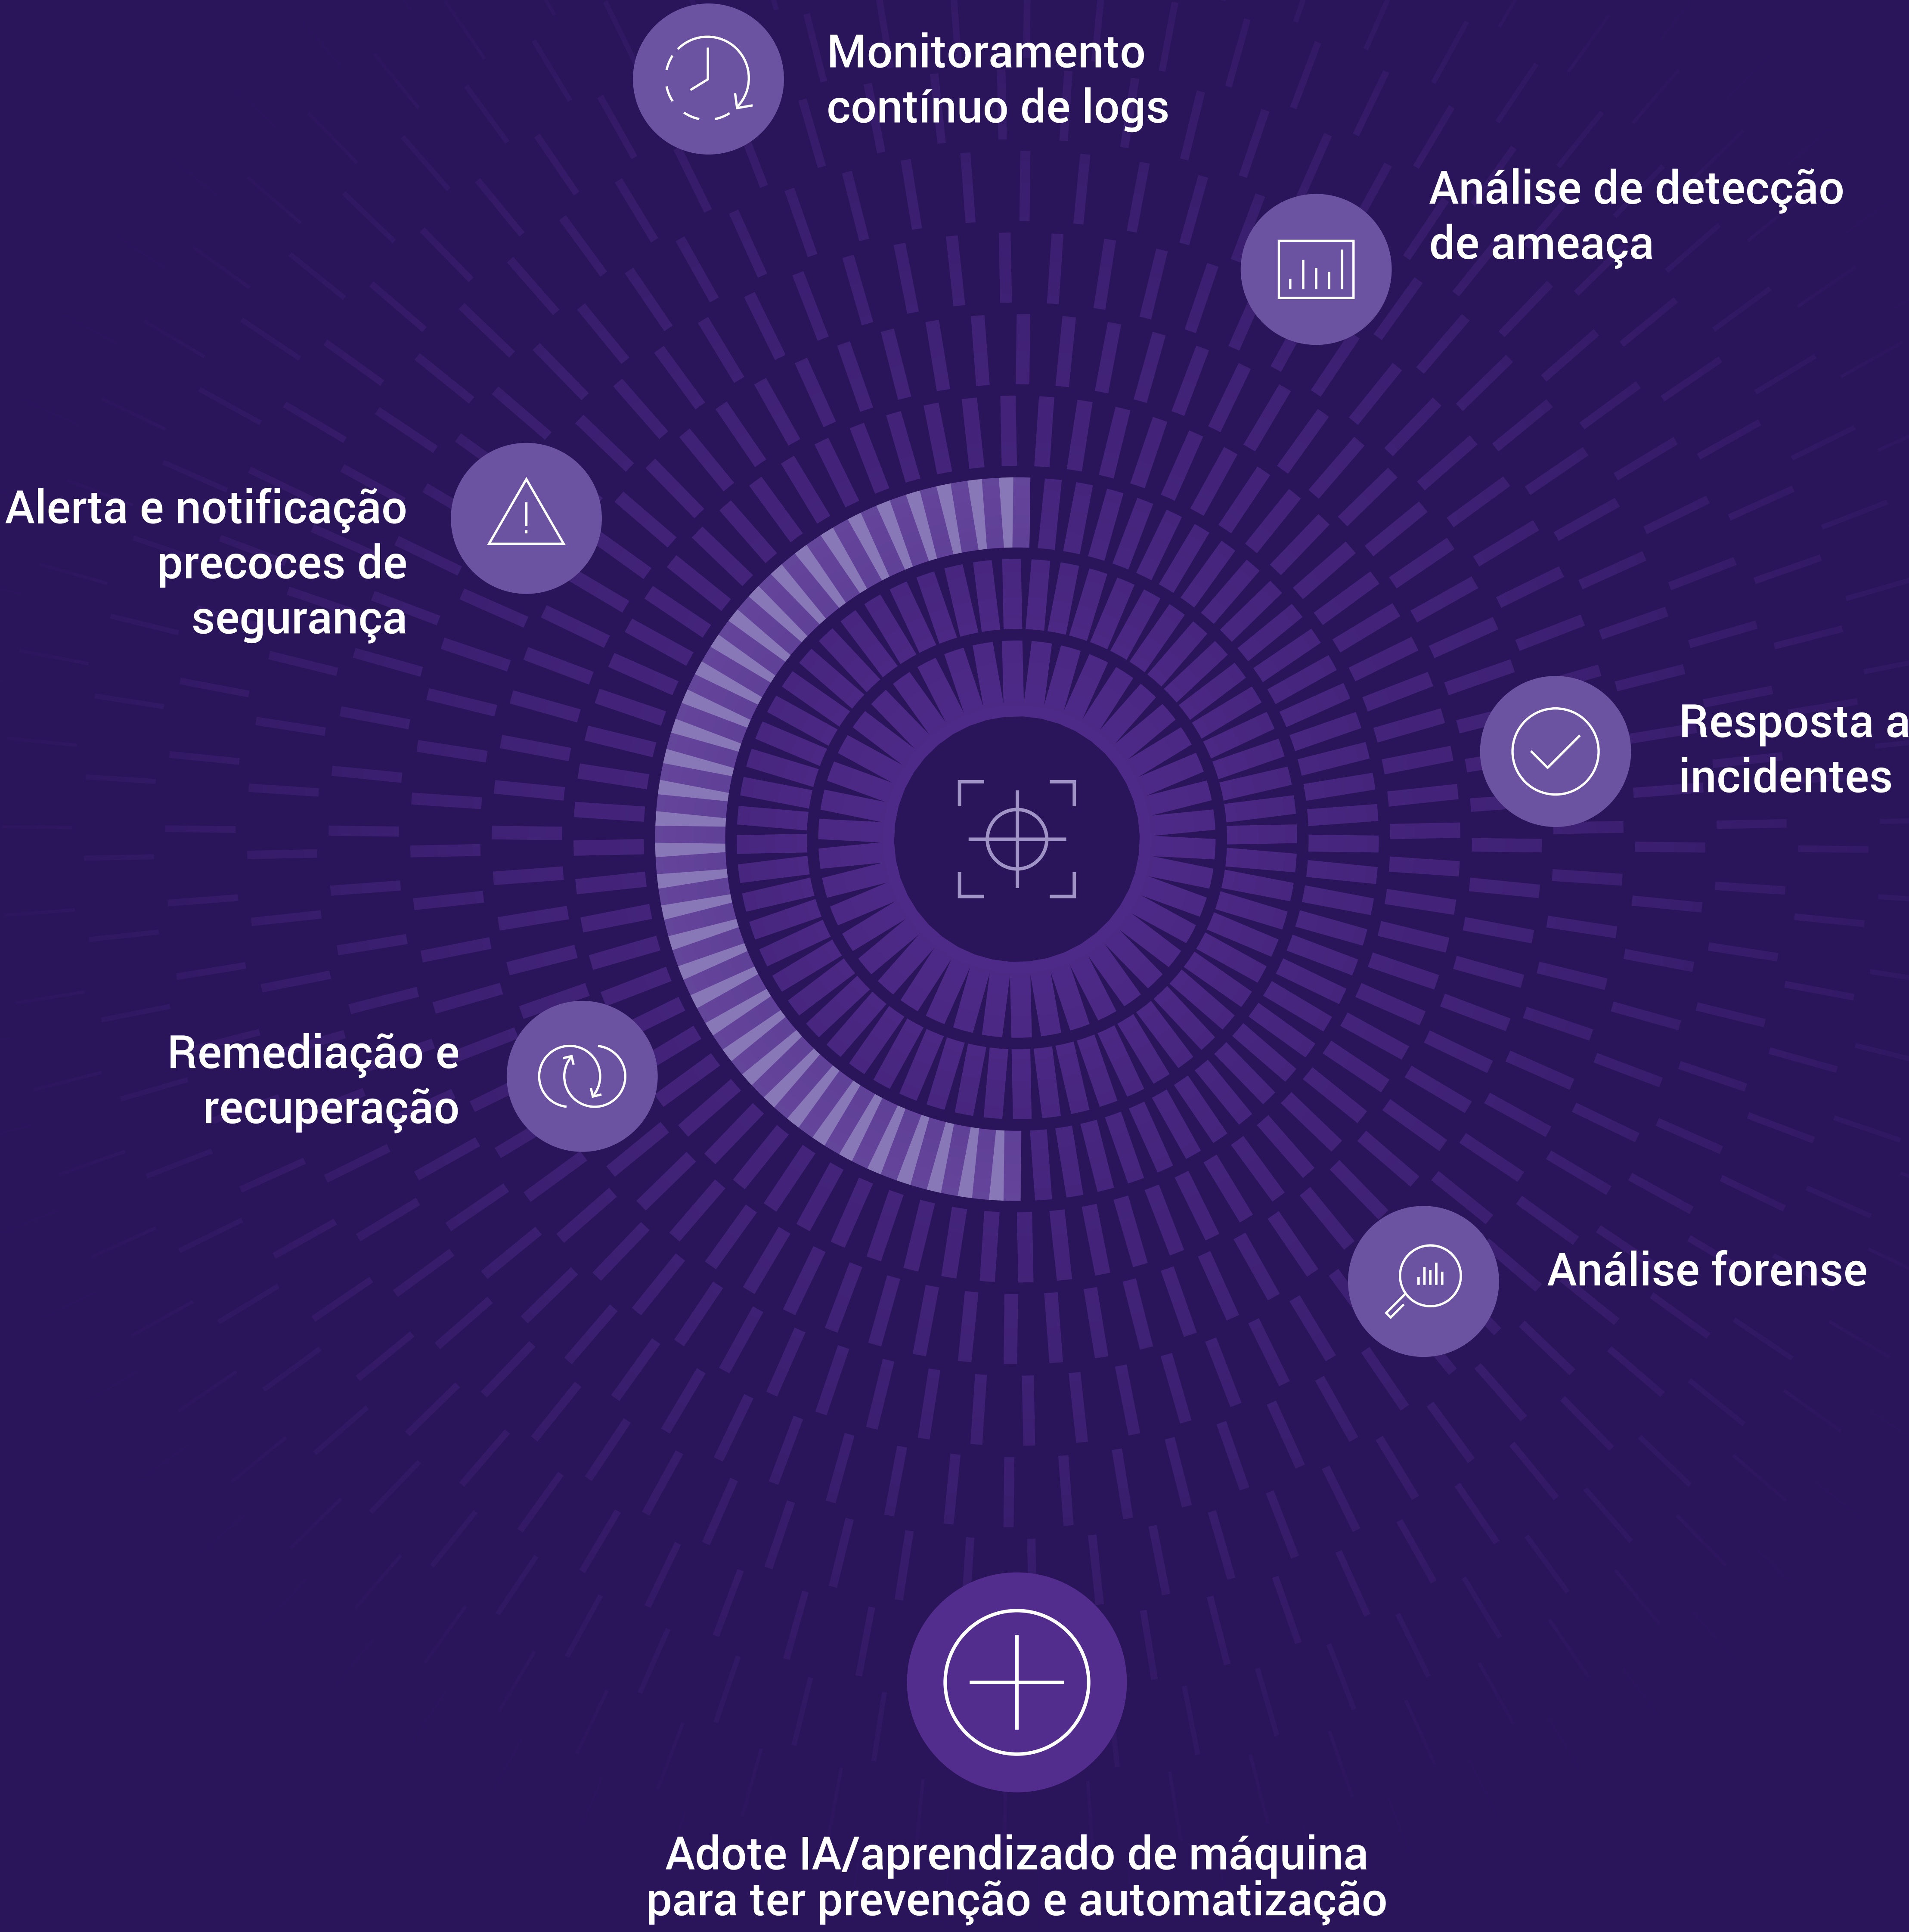 Monitoramento
contínuo de logs
Análise de detecção
de ameaça
Alerta e notificação
precoces de
segurança
Resposta a
incidentes
Remediação e
recuperação
Análise forense
Adote IA/aprendizado de máquina
para ter prevenção e automatização